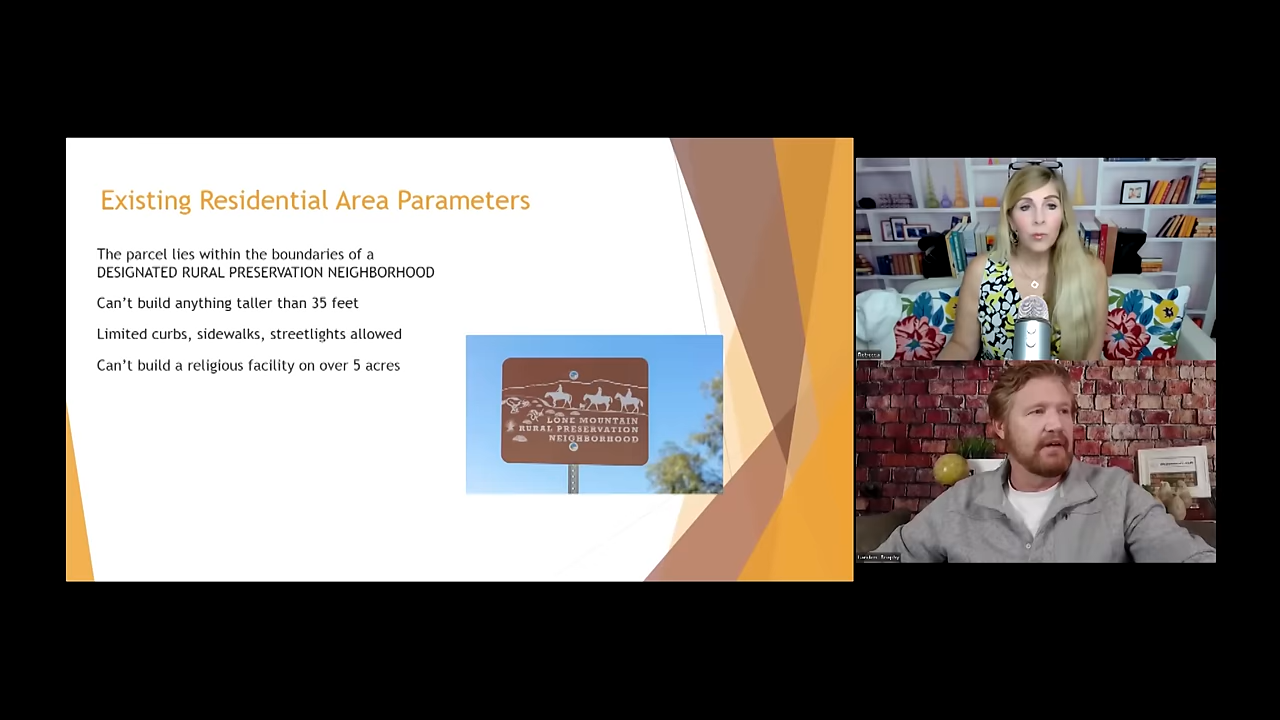 Existing Residential Area Parameters
The parcel lies within the boundaries of a
DESIGNATED RURAL PRESERVATION NEIGHBORHOOD
Can't build anything taller than 35 feet
Limited curbs, sidewalks, streetlights allowed
Can't build a religious facility on over 5 acres
LONE MOUNTAIN
RURAL PRESERVATION
NEIGHBORHOOD
Rebecca